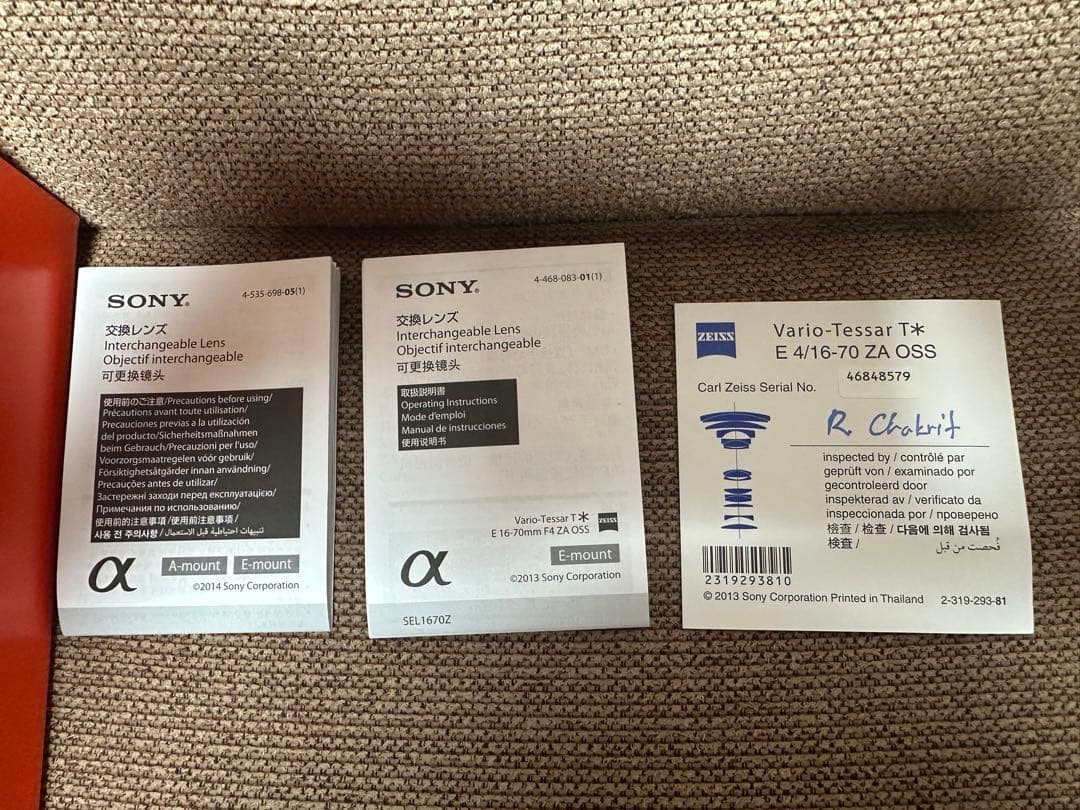 SONY®
4-535-698-05(1)
交換レンズ
Interchangeable Lens
Objectif interchangeable
可更换镜头
使用前のご注意/Precautions before using/
Précautions avant toute utilisation/
Precauciones previas a la utilización
del producto/Sicherheitsmaßnahmen
beim Gebrauch/Precauzioni per l'uso/
Voorzorgsmaatregelen vóór gebruik/
Försiktighetsåtgärder innan användning/
Precauções antes de utilizar/
Застережні заходи перед експлуатацією/
Примечания по использованию/
使用前的注意事项 /使用前注意事項 /
사용 전 주의사항/ تنبيهات احتياطية قبل الاستعمال/
α
A-mount E-mount
©2014 Sony Corporation
SONY®
4-468-083-01(1)
交換レンズ
Interchangeable Lens
Objectif interchangeable
可更换镜头
取扱説明書
Operating Instructions
Mode d'emploi
Manual de instrucciones
使用说明书
Vario-Tessar T* ZEISS
E 16-70mm F4 ZA OSS
α
E-mount
©2013 Sony Corporation
SEL1670Z
ZEISS
Vario-Tessar T*
E 4/16-70 ZA OSS
46848579
Carl Zeiss Serial No.
R. Chakrit
inspected by / contrôlé par
geprüft von / examinado por
gecontroleerd door
inspekterad av / verificato da
inspeccionada por / проверено
檢查 / 检查 / 다음에 의해 검사됨
検査 / فُحصت من قبل
2319293810
© 2013 Sony Corporation Printed in Thailand 2-319-293-81